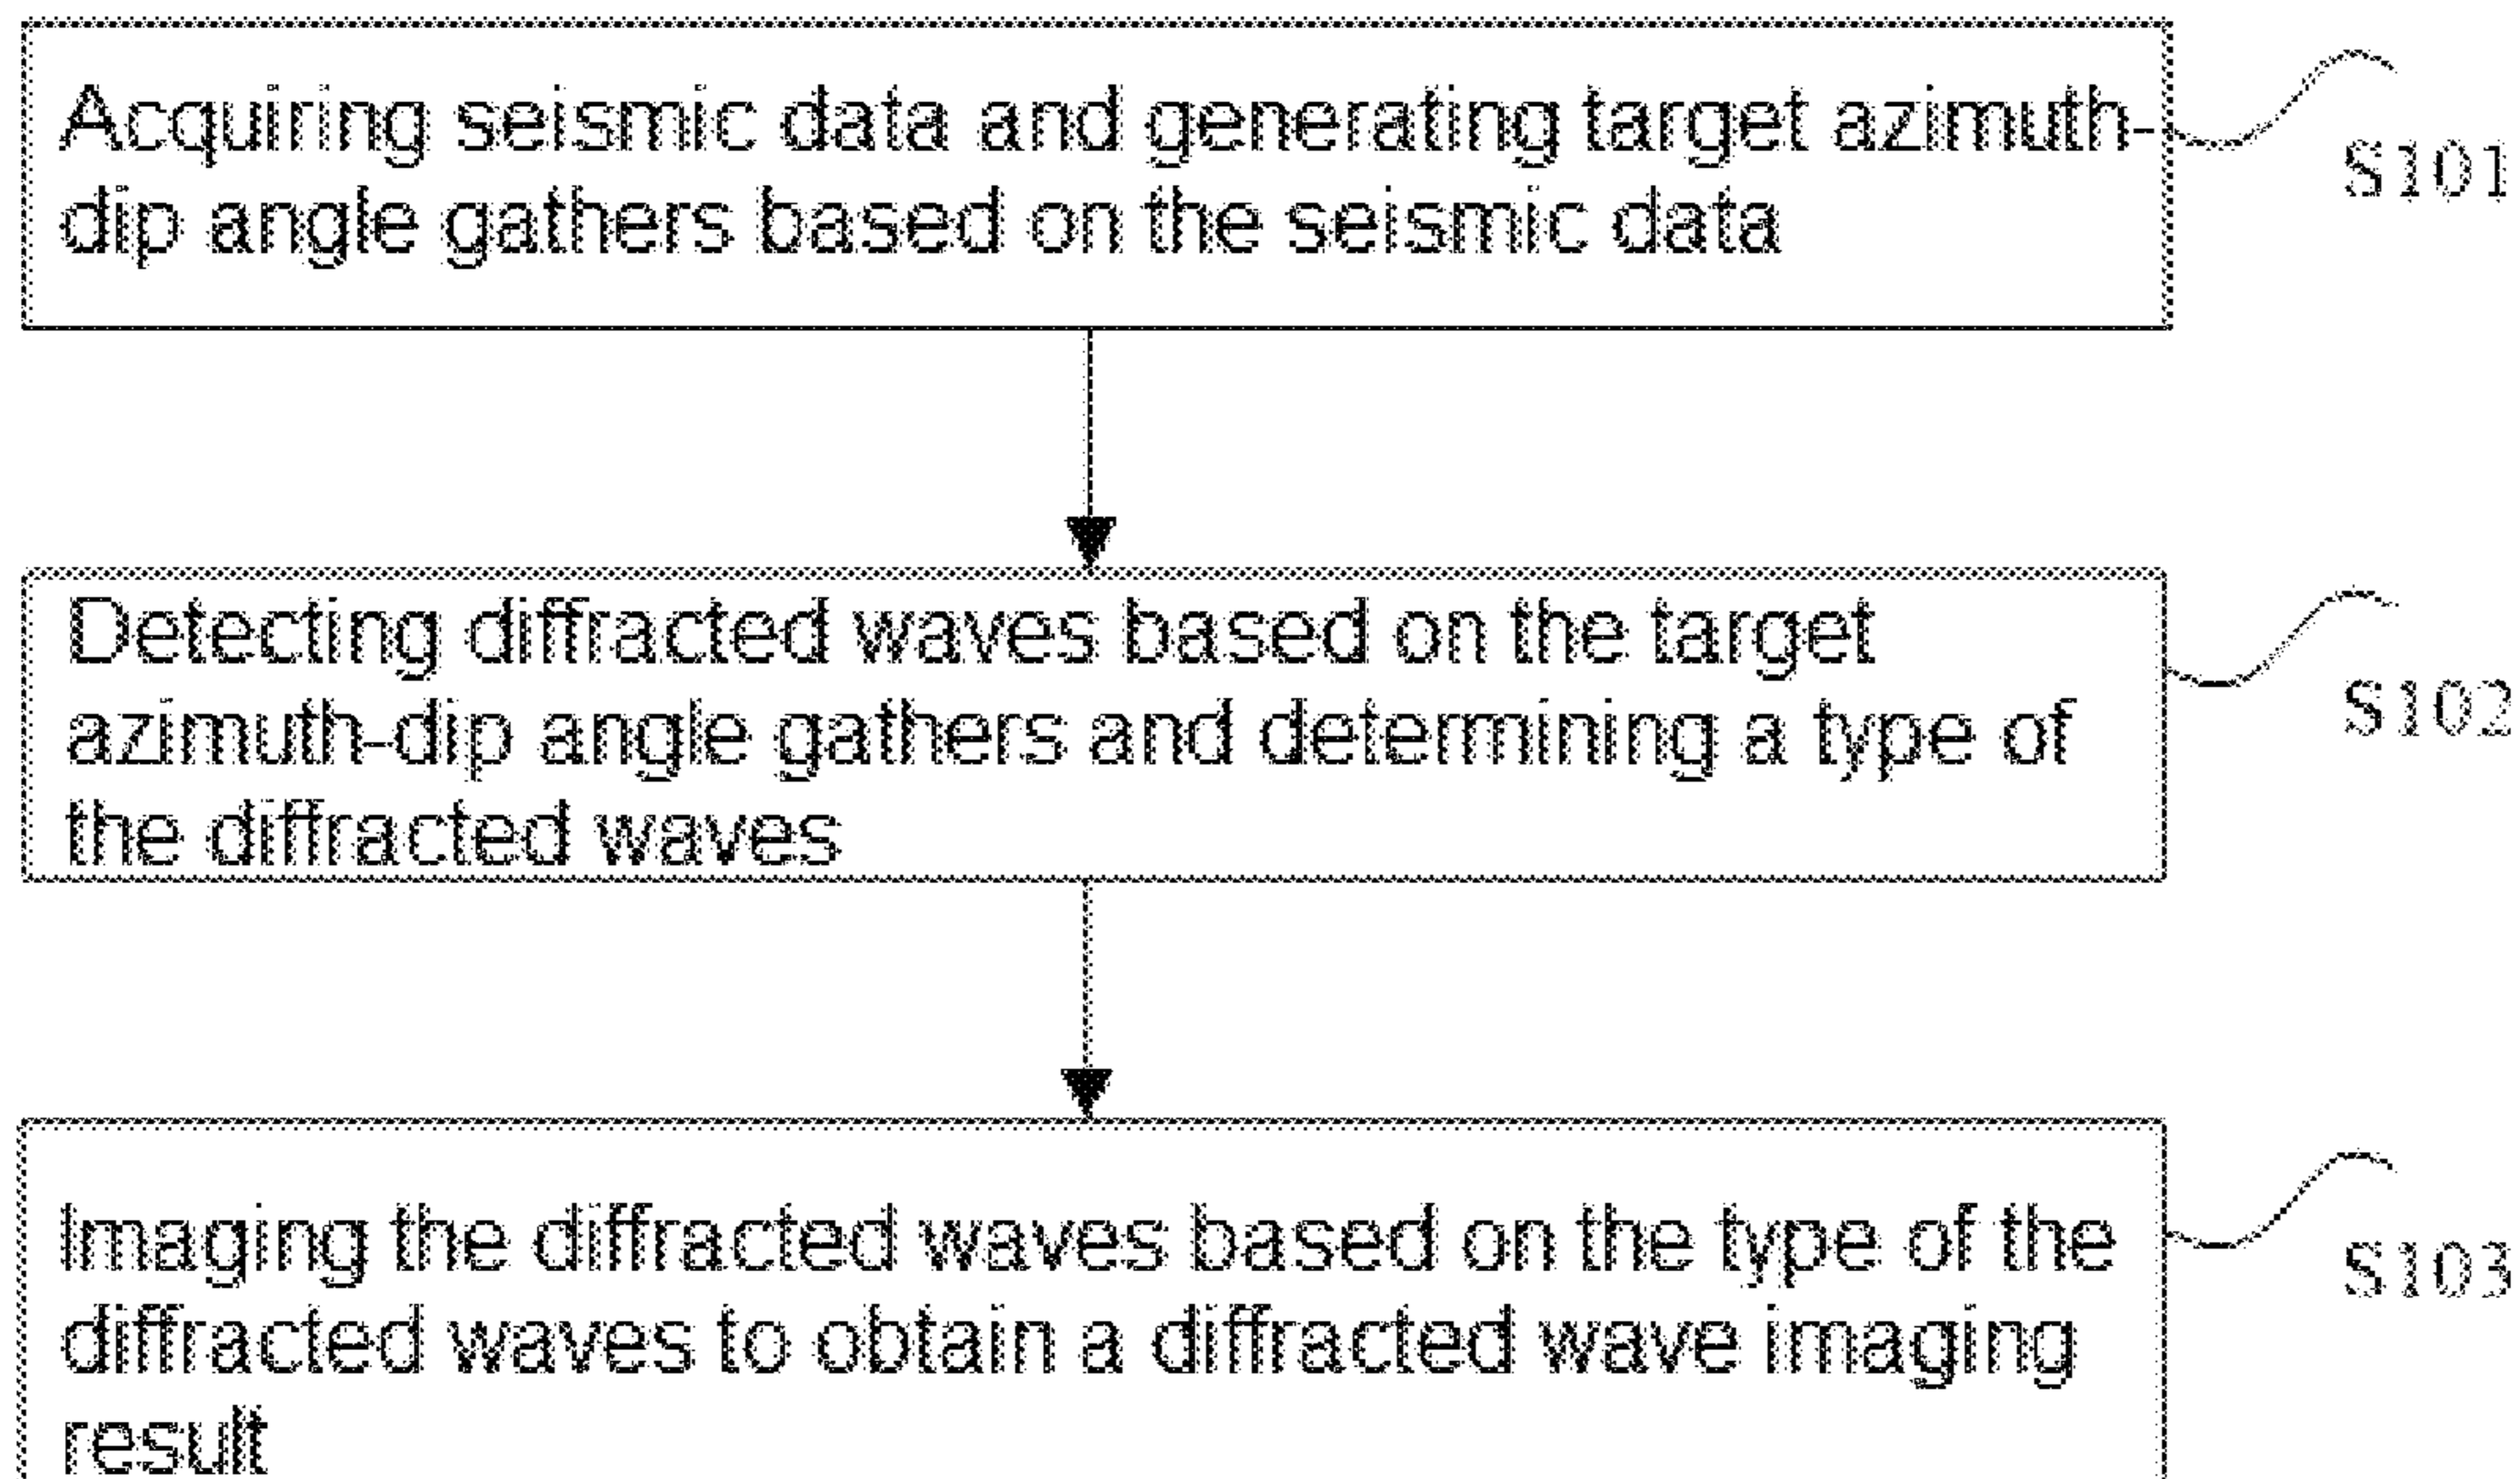 Acquiring seismic data and generating target azimuth-
dip angle gathers based on the seismic data
S101
Detecting diffracted waves based on the target
azimuth-dip angle gathers and determining a type of
the diffracted waves
S102
Imaging the diffracted waves based on the type of the
diffracted waves to obtain a diffracted wave imaging
result
S103